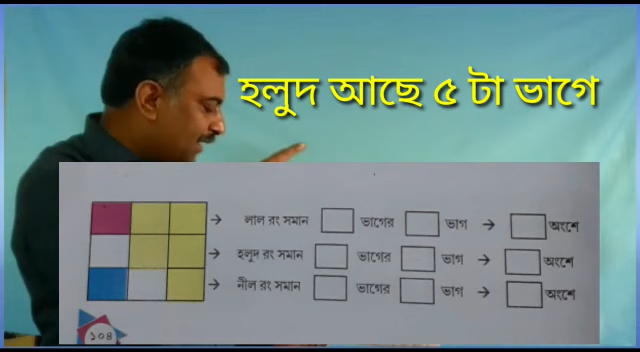 হলুদ আছে ৫ টা ভাগে
→ লাল রং সমান ভাগের ভাগ → অংশে
→ হলুদ রং সমান ভাগের ভাগ → অংশে
→ নীল রং সমান ভাগের ভাগ → অংশে
১০৪